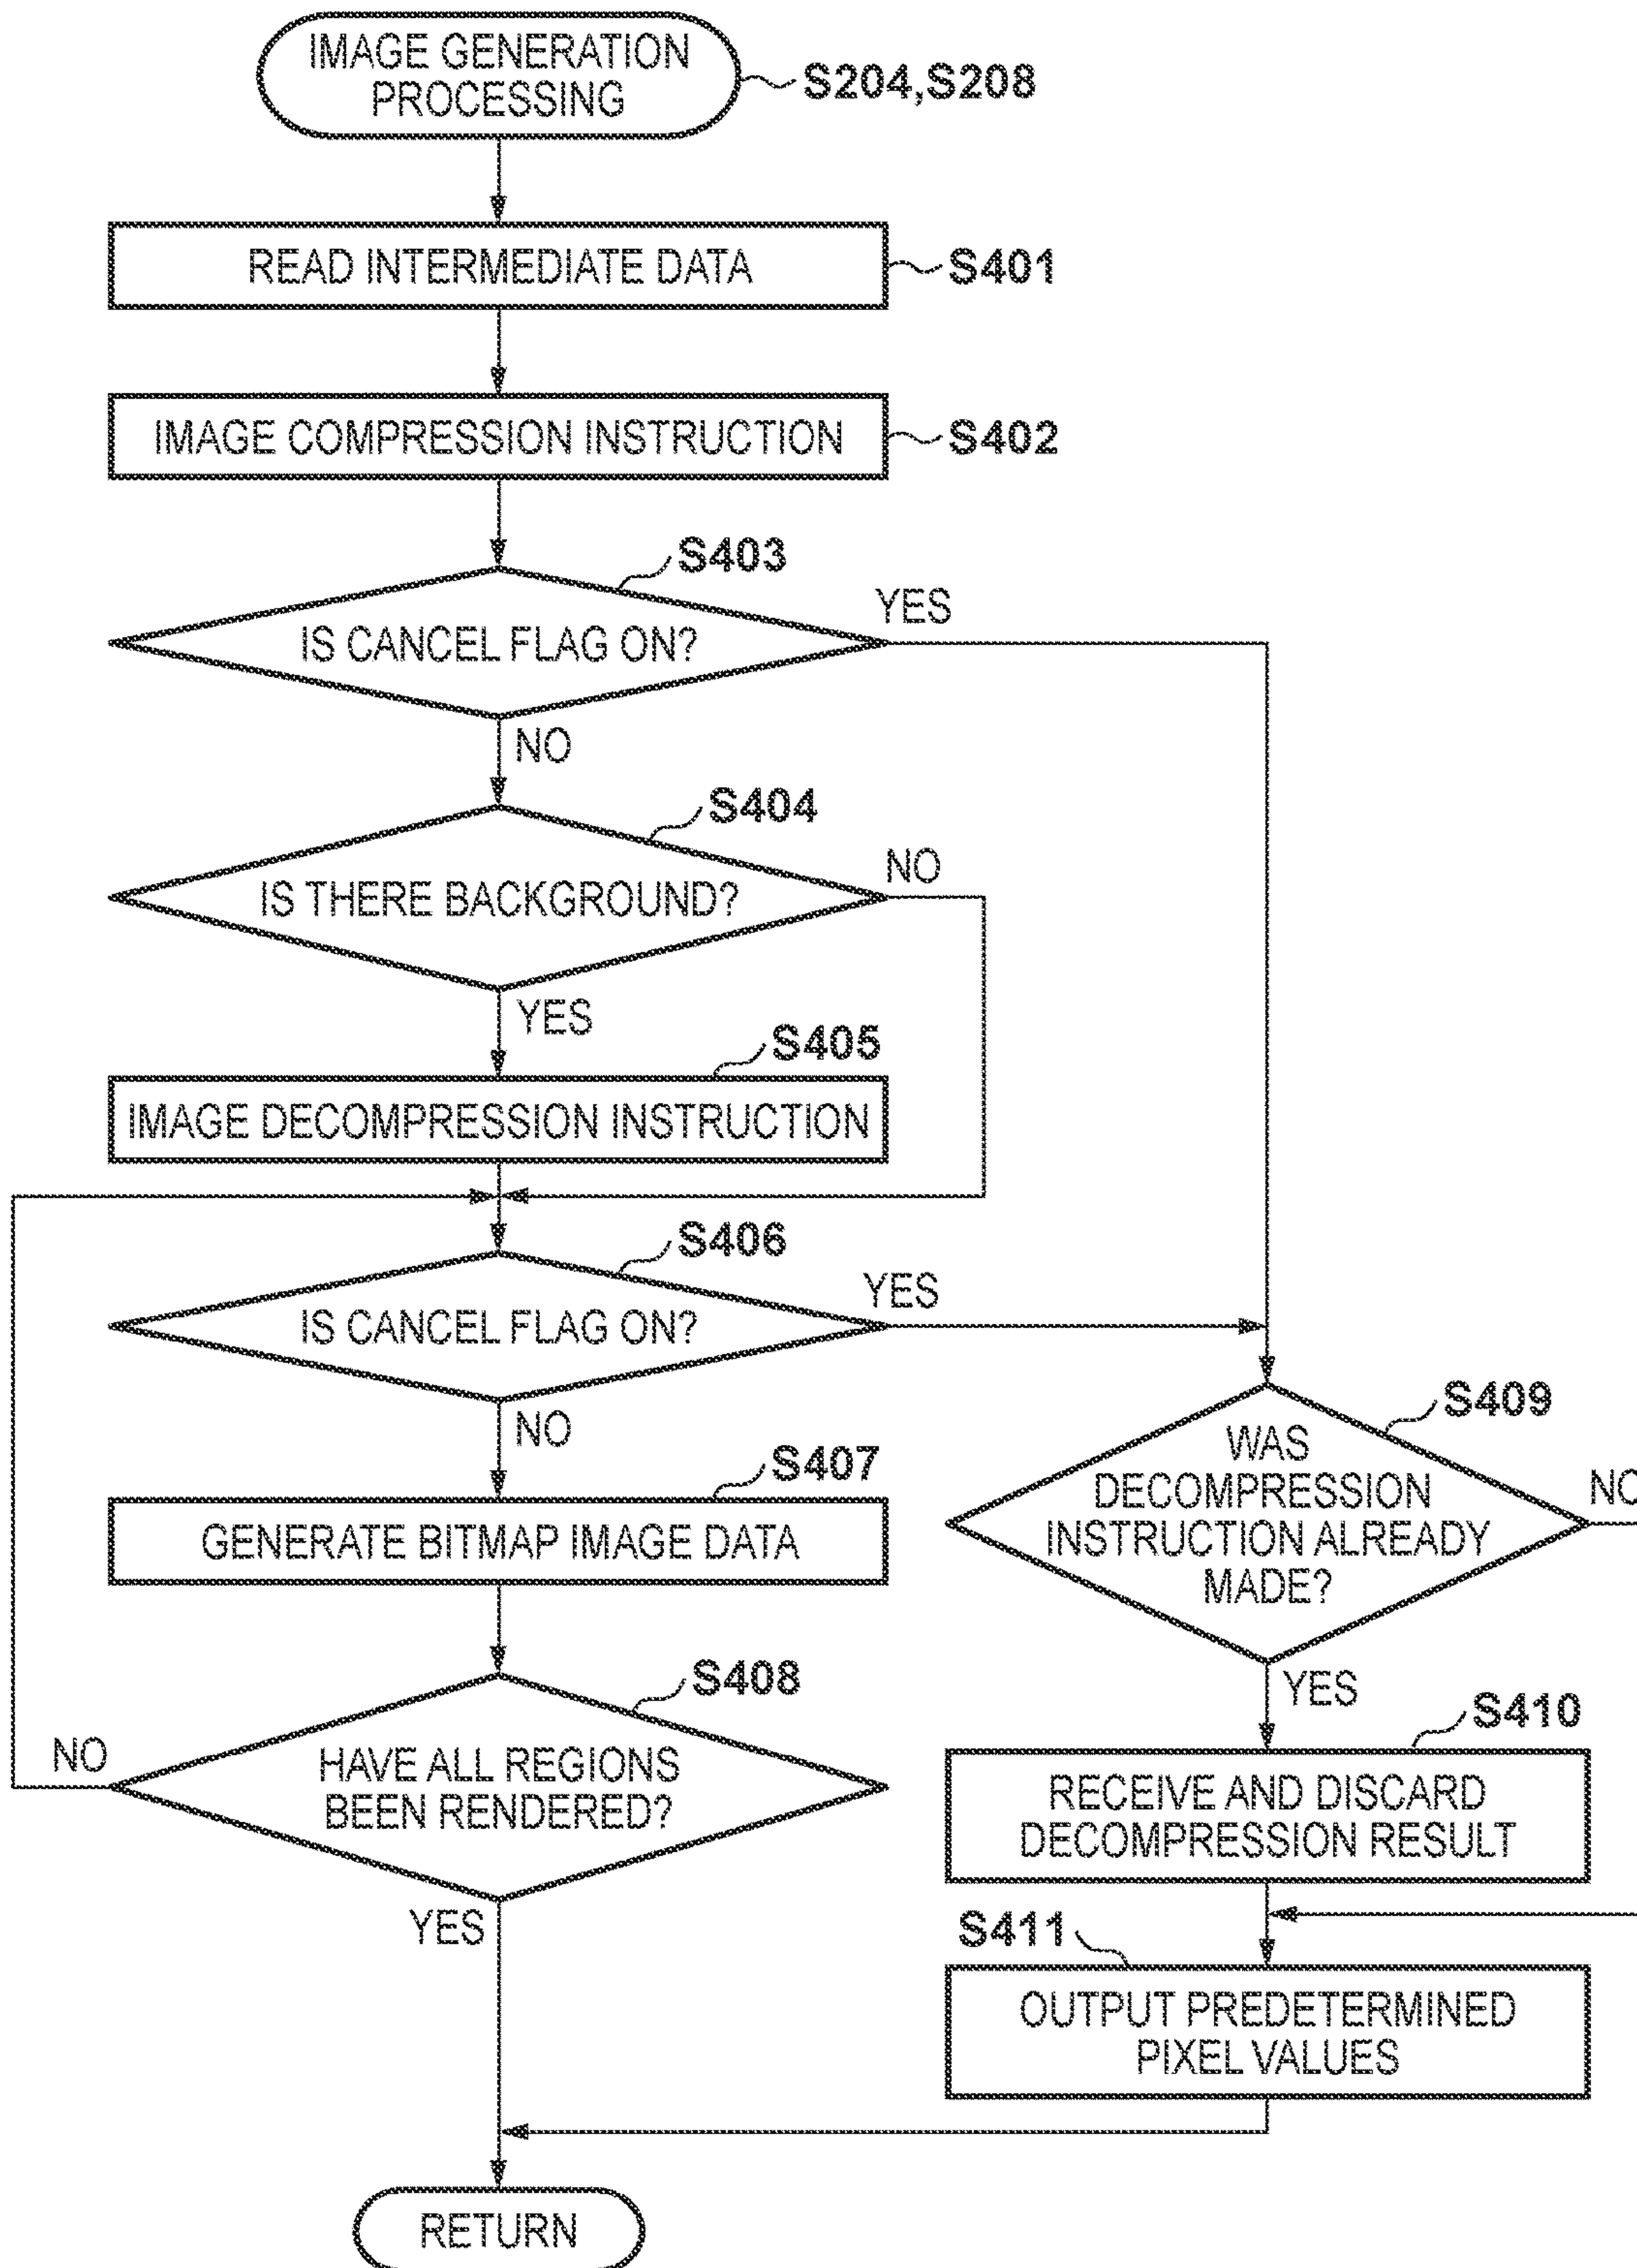 IMAGE GENERATION
PROCESSING
S204,S208
READ INTERMEDIATE DATA
S401
IMAGE COMPRESSION INSTRUCTION
S402
S403
IS CANCEL FLAG ON?
YES
NO
S404
IS THERE BACKGROUND?
NO
YES
S405
IMAGE DECOMPRESSION INSTRUCTION
S406
IS CANCEL FLAG ON?
YES
NO
S407
GENERATE BITMAP IMAGE DATA
S408
HAVE ALL REGIONS
BEEN RENDERED?
NO
YES
S409
WAS
DECOMPRESSION
INSTRUCTION ALREADY
MADE?
NO
YES
S410
RECEIVE AND DISCARD
DECOMPRESSION RESULT
S411
OUTPUT PREDETERMINED
PIXEL VALUES
RETURN